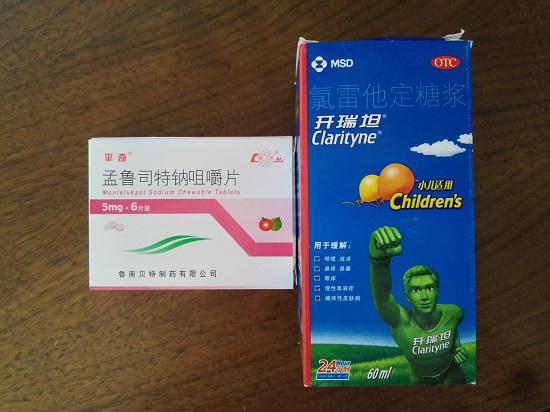 平奇
孟鲁司特钠咀嚼片
Montelukast Sodium Chewable Tablets
5mg×6片装
鲁南贝特制药有限公司
MSD
OTC
氯雷他定糖浆
开瑞坦®
Clarityne®
小儿适用
Children's
用于缓解:
喷嚏、流涕
鼻痒、鼻塞
眼痒
慢性荨麻疹
瘙痒性皮肤病
开瑞坦
Clarityne
24 Hour
小时
60ml